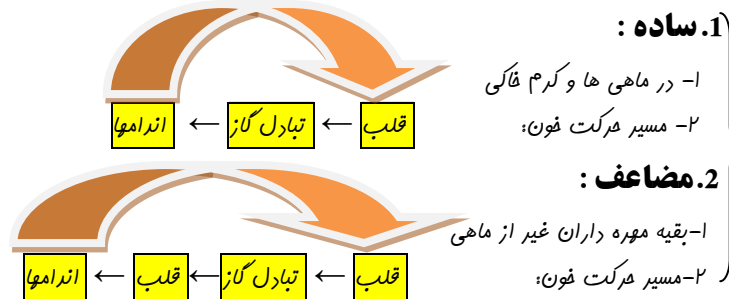 1.ساده :
۱- در ماهی ها و کرم خاکی
۲- مسیر حرکت خون:
قلب ← تبادل گاز ← اندامها
2.مضاعف :
۱-بقیه مهره داران غیر از ماهی
۲-مسیر حرکت خون:
قلب ← تبادل گاز ← قلب ← اندامها